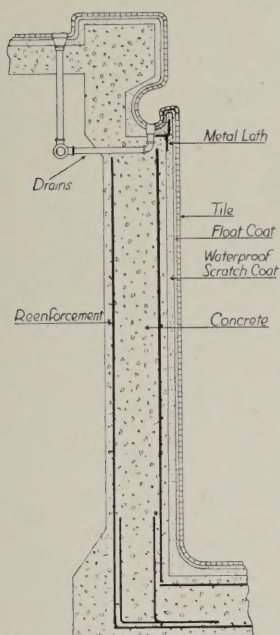 Metal Lath
Drains
Tile
Float Coat
Waterproof
Scratch Coat
Reenforcement
Concrete